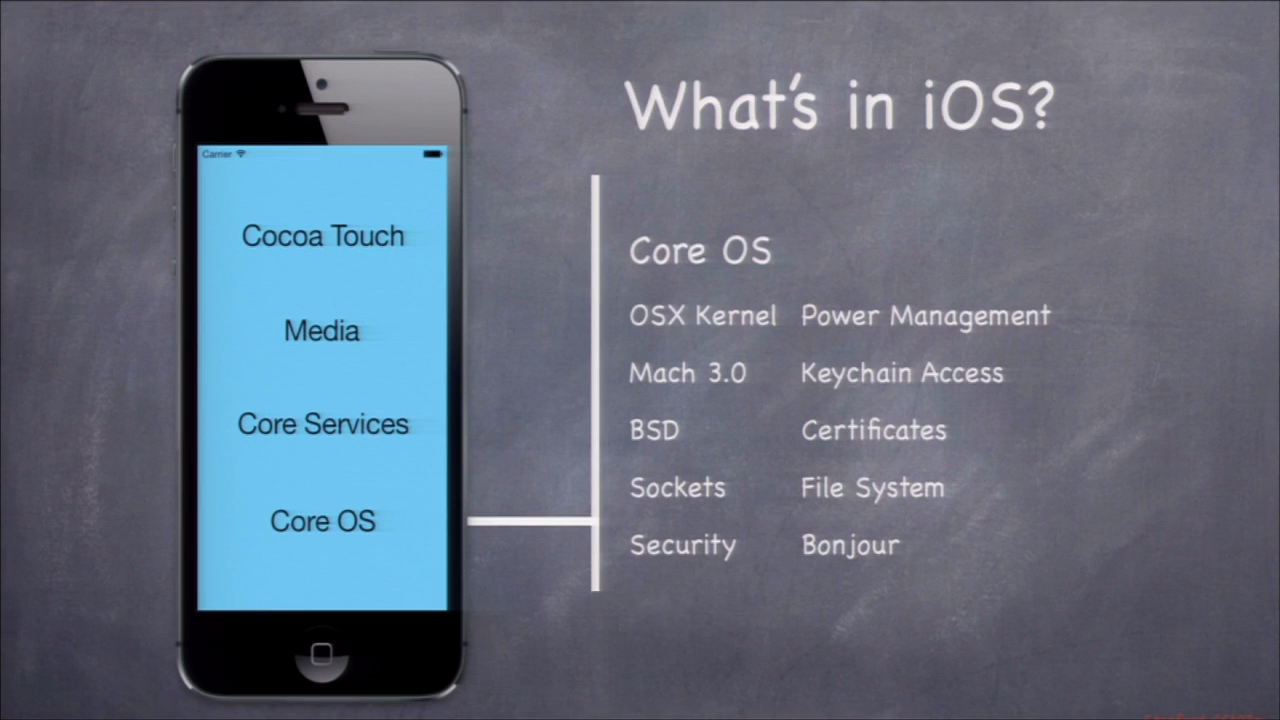 What's in iOS?
Carrier
Cocoa Touch
Media
Core Services
Core OS
Core OS
OSX Kernel Power Management
Mach 3.0 Keychain Access
BSD Certificates
Sockets File System
Security Bonjour